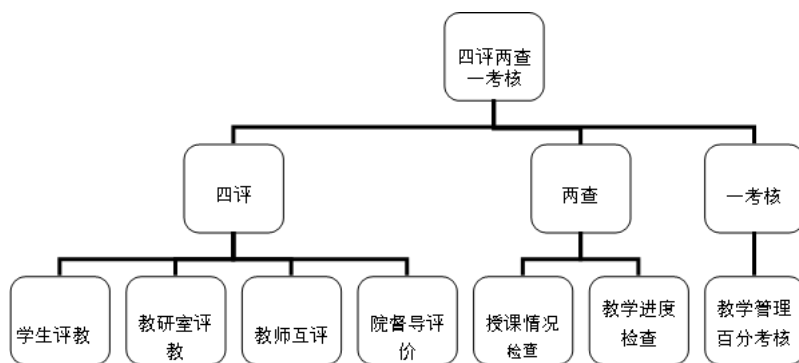 四评两查
一考核
四评
两查
一考核
学生评教
教研室评
教
教师互评
院督导评
价
授课情况
检查
教学进度
检查
教学管理
百分考核